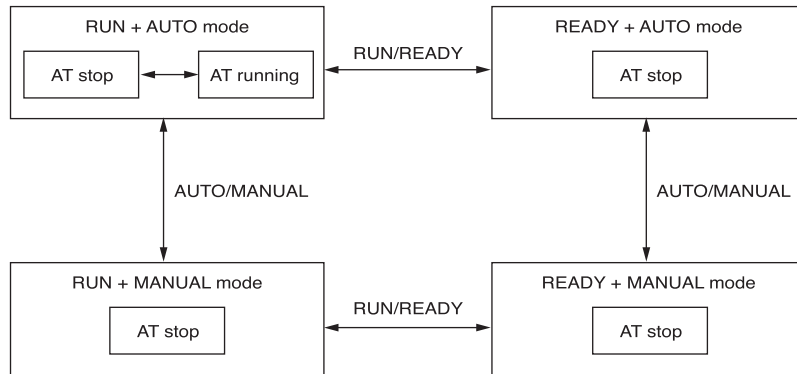 RUN + AUTO mode
AT stop
AT running
RUN/READY
READY + AUTO mode
AT stop
AUTO/MANUAL
AUTO/MANUAL
RUN + MANUAL mode
AT stop
RUN/READY
READY + MANUAL mode
AT stop